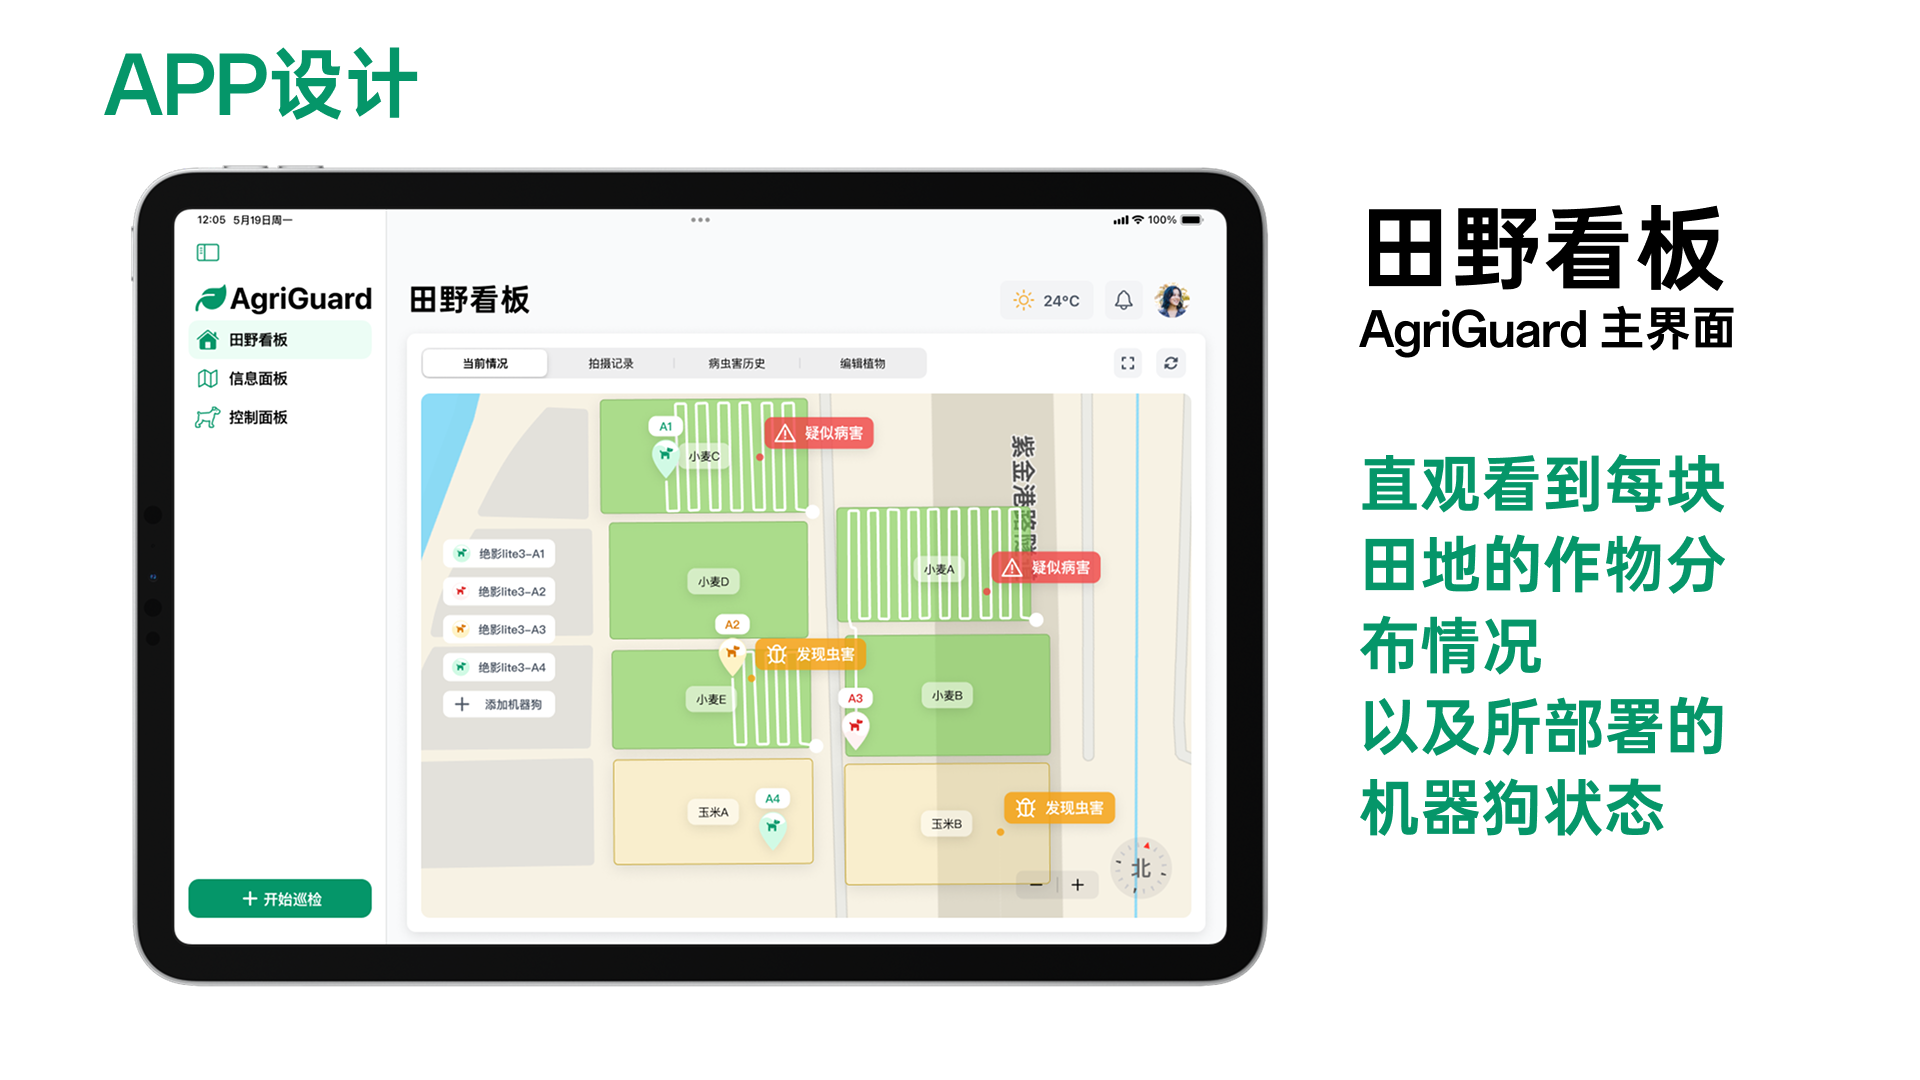 APP设计
12:05 5月19日周一
100%
AgriGuard
田野看板
信息面板
控制面板
开始巡检
田野看板
24°C
当前情况
拍摄记录
病虫害历史
编辑植物
A1
小麦C
疑似病害
紫金港路隧
绝影lite3-A1
绝影lite3-A2
绝影lite3-A3
绝影lite3-A4
添加机器狗
小麦D
小麦A
疑似病害
A2
发现虫害
小麦E
A3
小麦B
玉米A
A4
玉米B
发现虫害
北
田野看板
AgriGuard 主界面
直观看到每块
田地的作物分
布情况
以及所部署的
机器狗状态